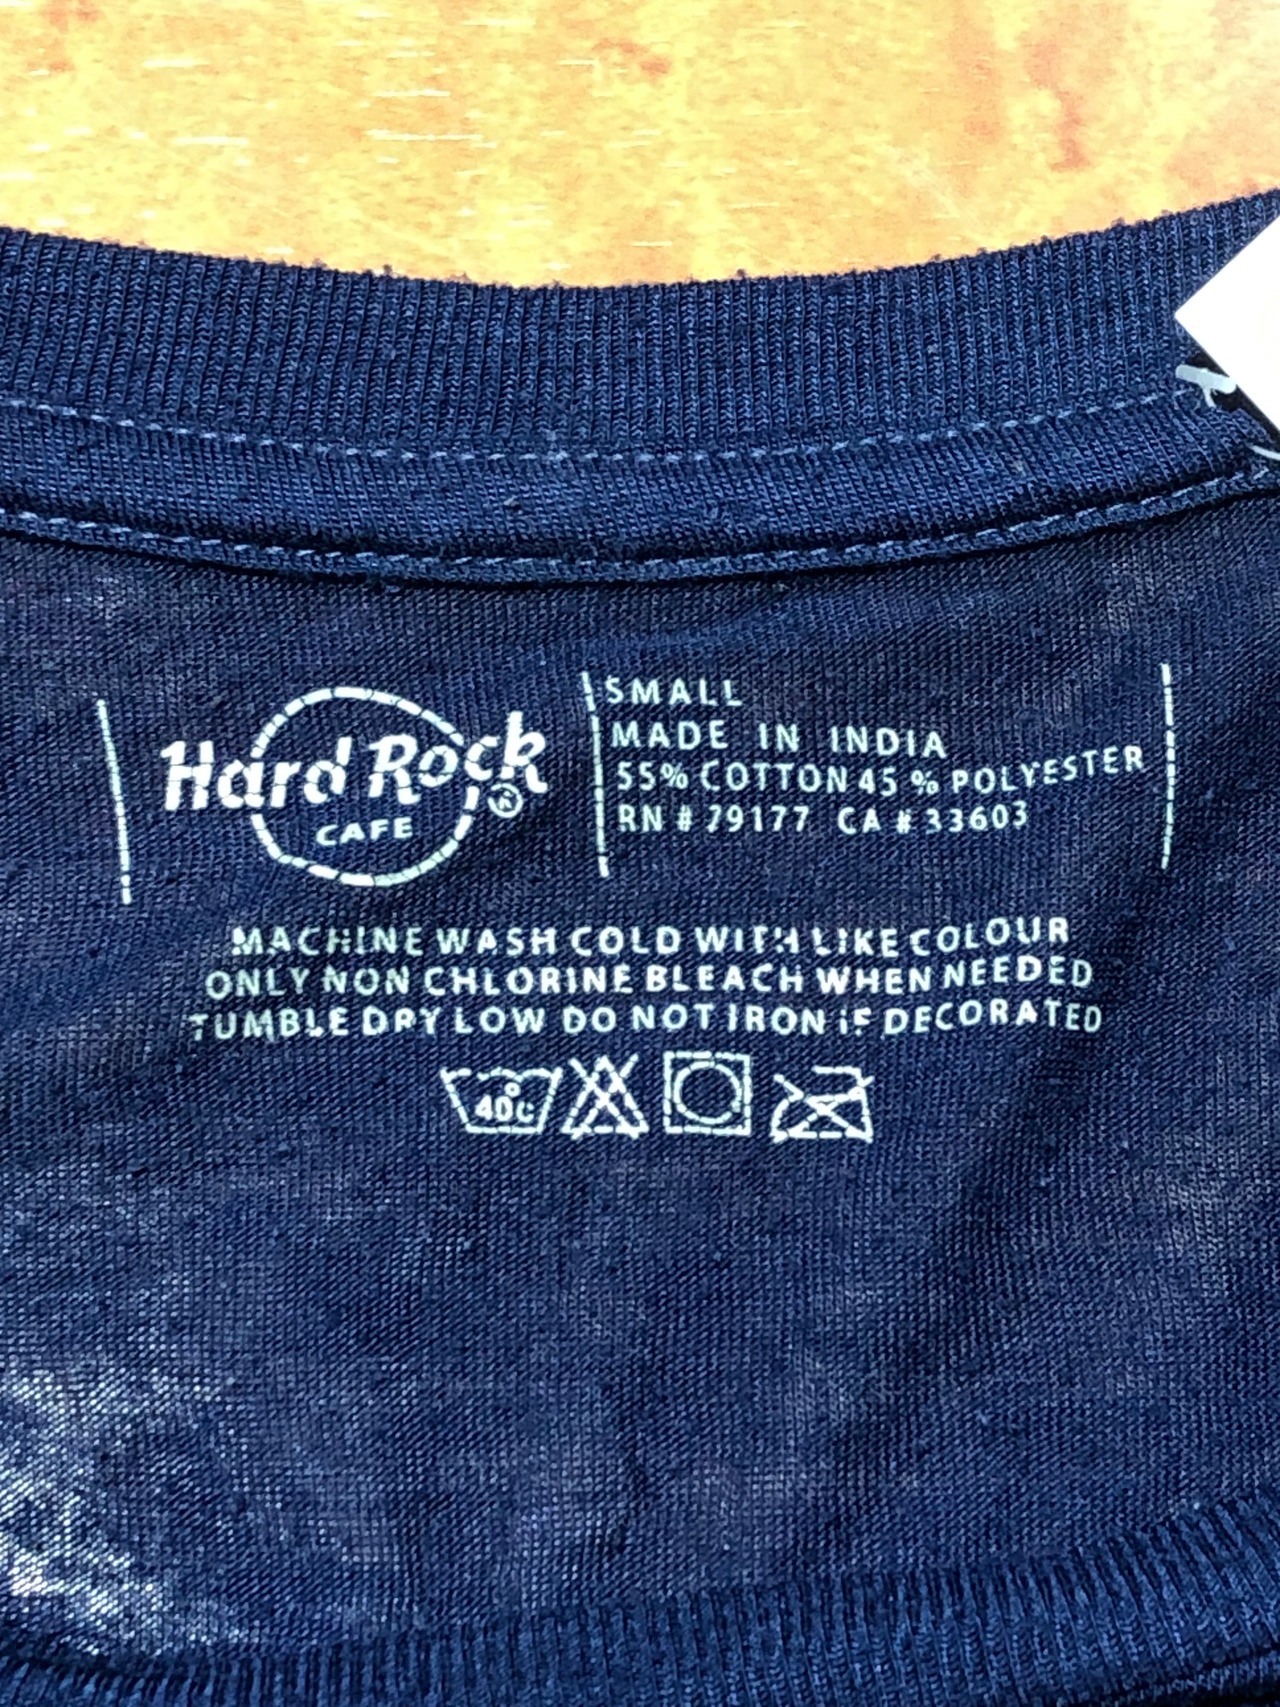 Hard Rock ®
CAFE
SMALL
MADE IN INDIA
55% COTTON 45 % POLYESTER
RN # 79177 CA # 33603
MACHINE WASH COLD WITH LIKE COLOUR
ONLY NON CHLORINE BLEACH WHEN NEEDED
TUMBLE DRY LOW DO NOT IRON iF DECORATED
40°C